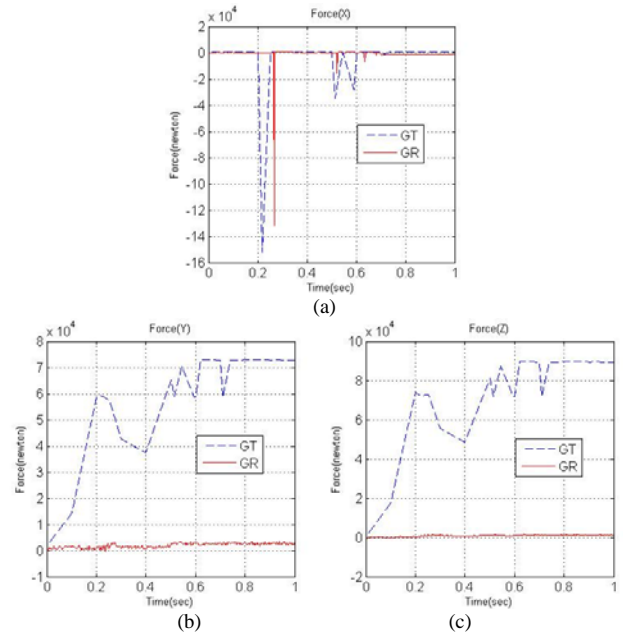 x 10^4
Force(X)
2
0
-2
-4
-6
-8
-10
-12
-14
-16
Force(newton)
GT
GR
0 0.2 0.4 0.6 0.8 1
Time(sec)
(a)
x 10^4
Force(Y)
8
7
6
5
4
3
2
1
0
-1
Force(newton)
GT
GR
0 0.2 0.4 0.6 0.8 1
Time(sec)
(b)
x 10^4
Force(Z)
10
8
6
4
2
0
-2
Force(newton)
GT
GR
0 0.2 0.4 0.6 0.8 1
Time(sec)
(c)